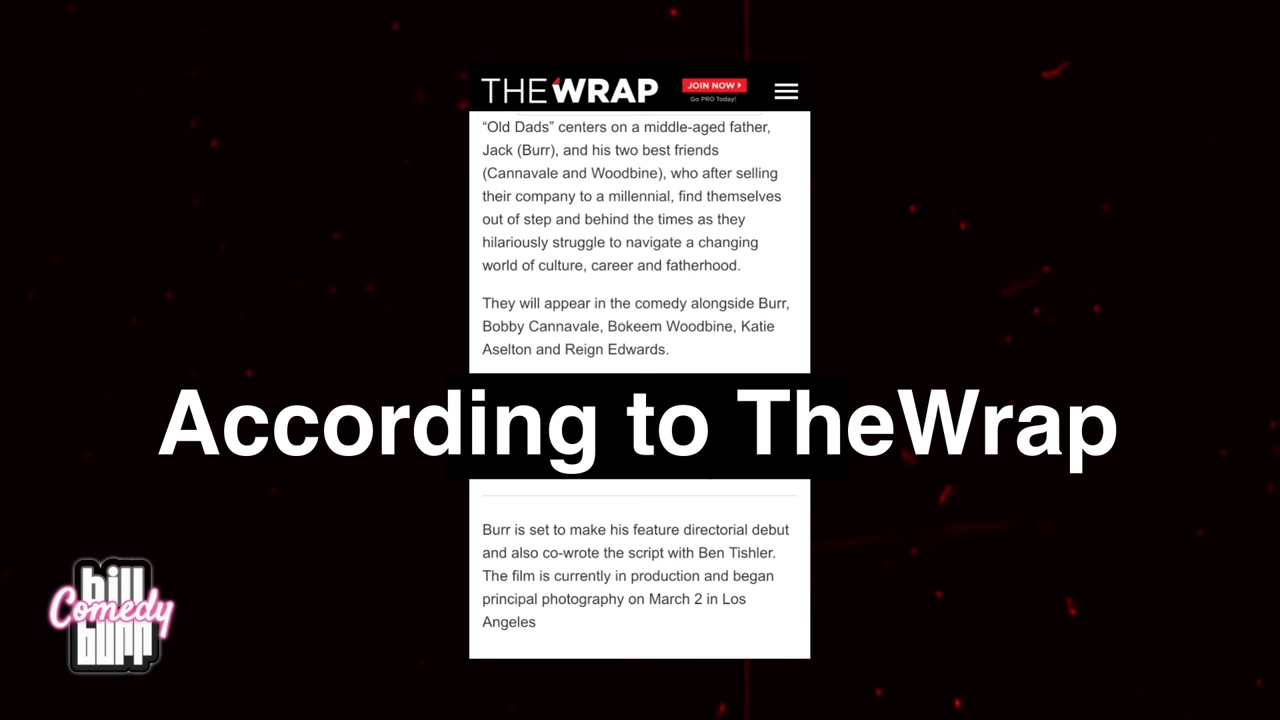 THEWRAP
JOIN NOW
Go PRO Today!
“Old Dads” centers on a middle-aged father,
Jack (Burr), and his two best friends
(Cannavale and Woodbine), who after selling
their company to a millennial, find themselves
out of step and behind the times as they
hilariously struggle to navigate a changing
world of culture, career and fatherhood.
They will appear in the comedy alongside Burr,
Bobby Cannavale, Bokeem Woodbine, Katie
Aselton and Reign Edwards.
According to TheWrap
Burr is set to make his feature directorial debut
and also co-wrote the script with Ben Tishler.
The film is currently in production and began
principal photography on March 2 in Los
Angeles
bill
Comedy
burr